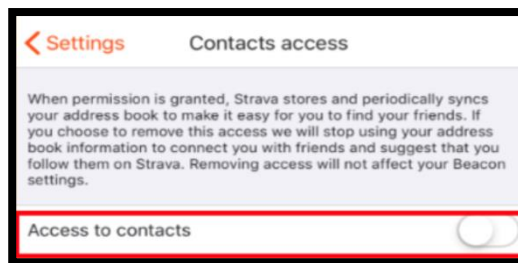 Settings Contacts access
When permission is granted, Strava stores and periodically syncs
your address book to make it easy for you to find your friends. If
you choose to remove this access we will stop using your address
book information to connect you with friends and suggest that you
follow them on Strava. Removing access will not affect your Beacon
settings.
Access to contacts